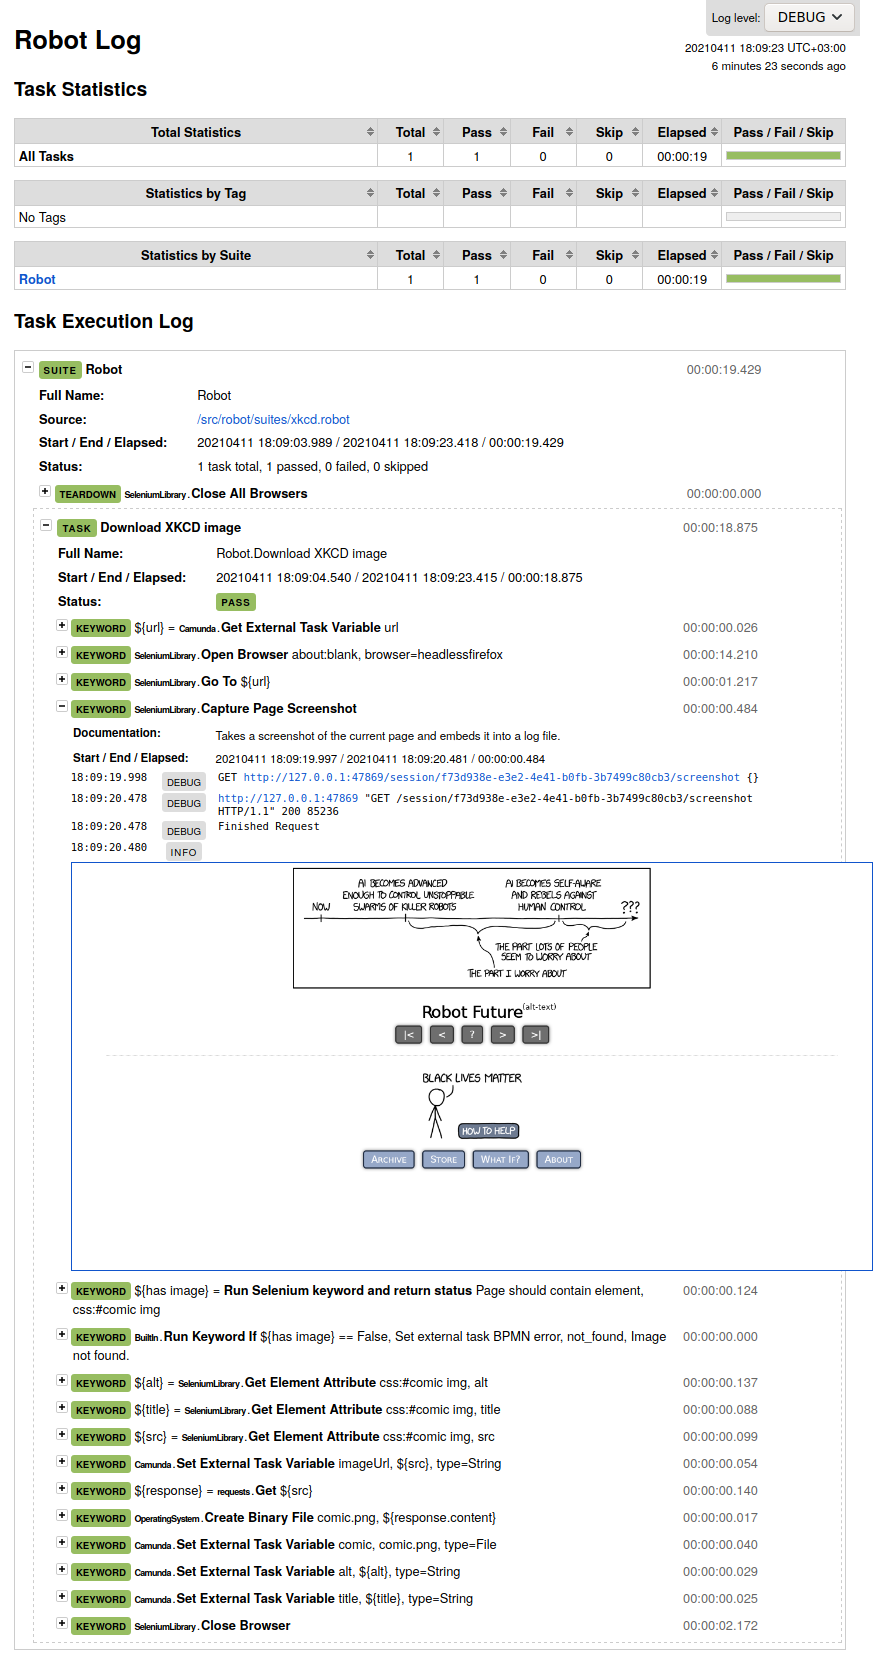 Log level: DEBUG
Robot Log
20210411 18:09:23 UTC+03:00
6 minutes 23 seconds ago
Task Statistics
Total Statistics Total Pass Fail Skip Elapsed Pass / Fail / Skip
All Tasks 1 1 0 0 00:00:19
Statistics by Tag Total Pass Fail Skip Elapsed Pass / Fail / Skip
No Tags
Statistics by Suite Total Pass Fail Skip Elapsed Pass / Fail / Skip
Robot 1 1 0 0 00:00:19
Task Execution Log
SUITE Robot 00:00:19.429
Full Name: Robot
Source: /src/robot/suites/xkcd.robot
Start / End / Elapsed: 20210411 18:09:03.989 / 20210411 18:09:23.418 / 00:00:19.429
Status: 1 task total, 1 passed, 0 failed, 0 skipped
TEARDOWN SeleniumLibrary.Close All Browsers 00:00:00.000
TASK Download XKCD image 00:00:18.875
Full Name: Robot.Download XKCD image
Start / End / Elapsed: 20210411 18:09:04.540 / 20210411 18:09:23.415 / 00:00:18.875
Status: PASS
KEYWORD ${url} = Camunda.Get External Task Variable url 00:00:00.026
KEYWORD SeleniumLibrary.Open Browser about:blank, browser=headlessfirefox 00:00:14.210
KEYWORD SeleniumLibrary.Go To ${url} 00:00:01.217
KEYWORD SeleniumLibrary.Capture Page Screenshot 00:00:00.484
Documentation: Takes a screenshot of the current page and embeds it into a log file.
Start / End / Elapsed: 20210411 18:09:19.997 / 20210411 18:09:20.481 / 00:00:00.484
18:09:19.998 DEBUG GET http://127.0.0.1:47869/session/f73d938e-e3e2-4e41-b0fb-3b7499c80cb3/screenshot {}
18:09:20.478 DEBUG http://127.0.0.1:47869 "GET /session/f73d938e-e3e2-4e41-b0fb-3b7499c80cb3/screenshot
HTTP/1.1" 200 85236
18:09:20.478 DEBUG Finished Request
18:09:20.480 INFO
NOW
AI BECOMES ADVANCED
ENOUGH TO CONTROL UNSTOPPABLE
SWARMS OF KILLER ROBOTS
AI BECOMES SELF-AWARE
AND REBELS AGAINST
HUMAN CONTROL
???
THE PART LOTS OF PEOPLE
SEEM TO WORRY ABOUT
THE PART I WORRY ABOUT
Robot Future(alt-text)
|< < ? > >|
BLACK LIVES MATTER
HOW TO HELP
ARCHIVE STORE WHAT IF? ABOUT
KEYWORD ${has image} = Run Selenium keyword and return status Page should contain element, 00:00:00.124
css:#comic img
KEYWORD BuiltIn.Run Keyword If ${has image} == False, Set external task BPMN error, not_found, Image 00:00:00.000
not found.
KEYWORD ${alt} = SeleniumLibrary.Get Element Attribute css:#comic img, alt 00:00:00.137
KEYWORD ${title} = SeleniumLibrary.Get Element Attribute css:#comic img, title 00:00:00.088
KEYWORD ${src} = SeleniumLibrary.Get Element Attribute css:#comic img, src 00:00:00.099
KEYWORD Camunda.Set External Task Variable imageUrl, ${src}, type=String 00:00:00.054
KEYWORD ${response} = requests.Get ${src} 00:00:00.140
KEYWORD OperatingSystem.Create Binary File comic.png, ${response.content} 00:00:00.017
KEYWORD Camunda.Set External Task Variable comic, comic.png, type=File 00:00:00.040
KEYWORD Camunda.Set External Task Variable alt, ${alt}, type=String 00:00:00.029
KEYWORD Camunda.Set External Task Variable title, ${title}, type=String 00:00:00.025
KEYWORD SeleniumLibrary.Close Browser 00:00:02.172